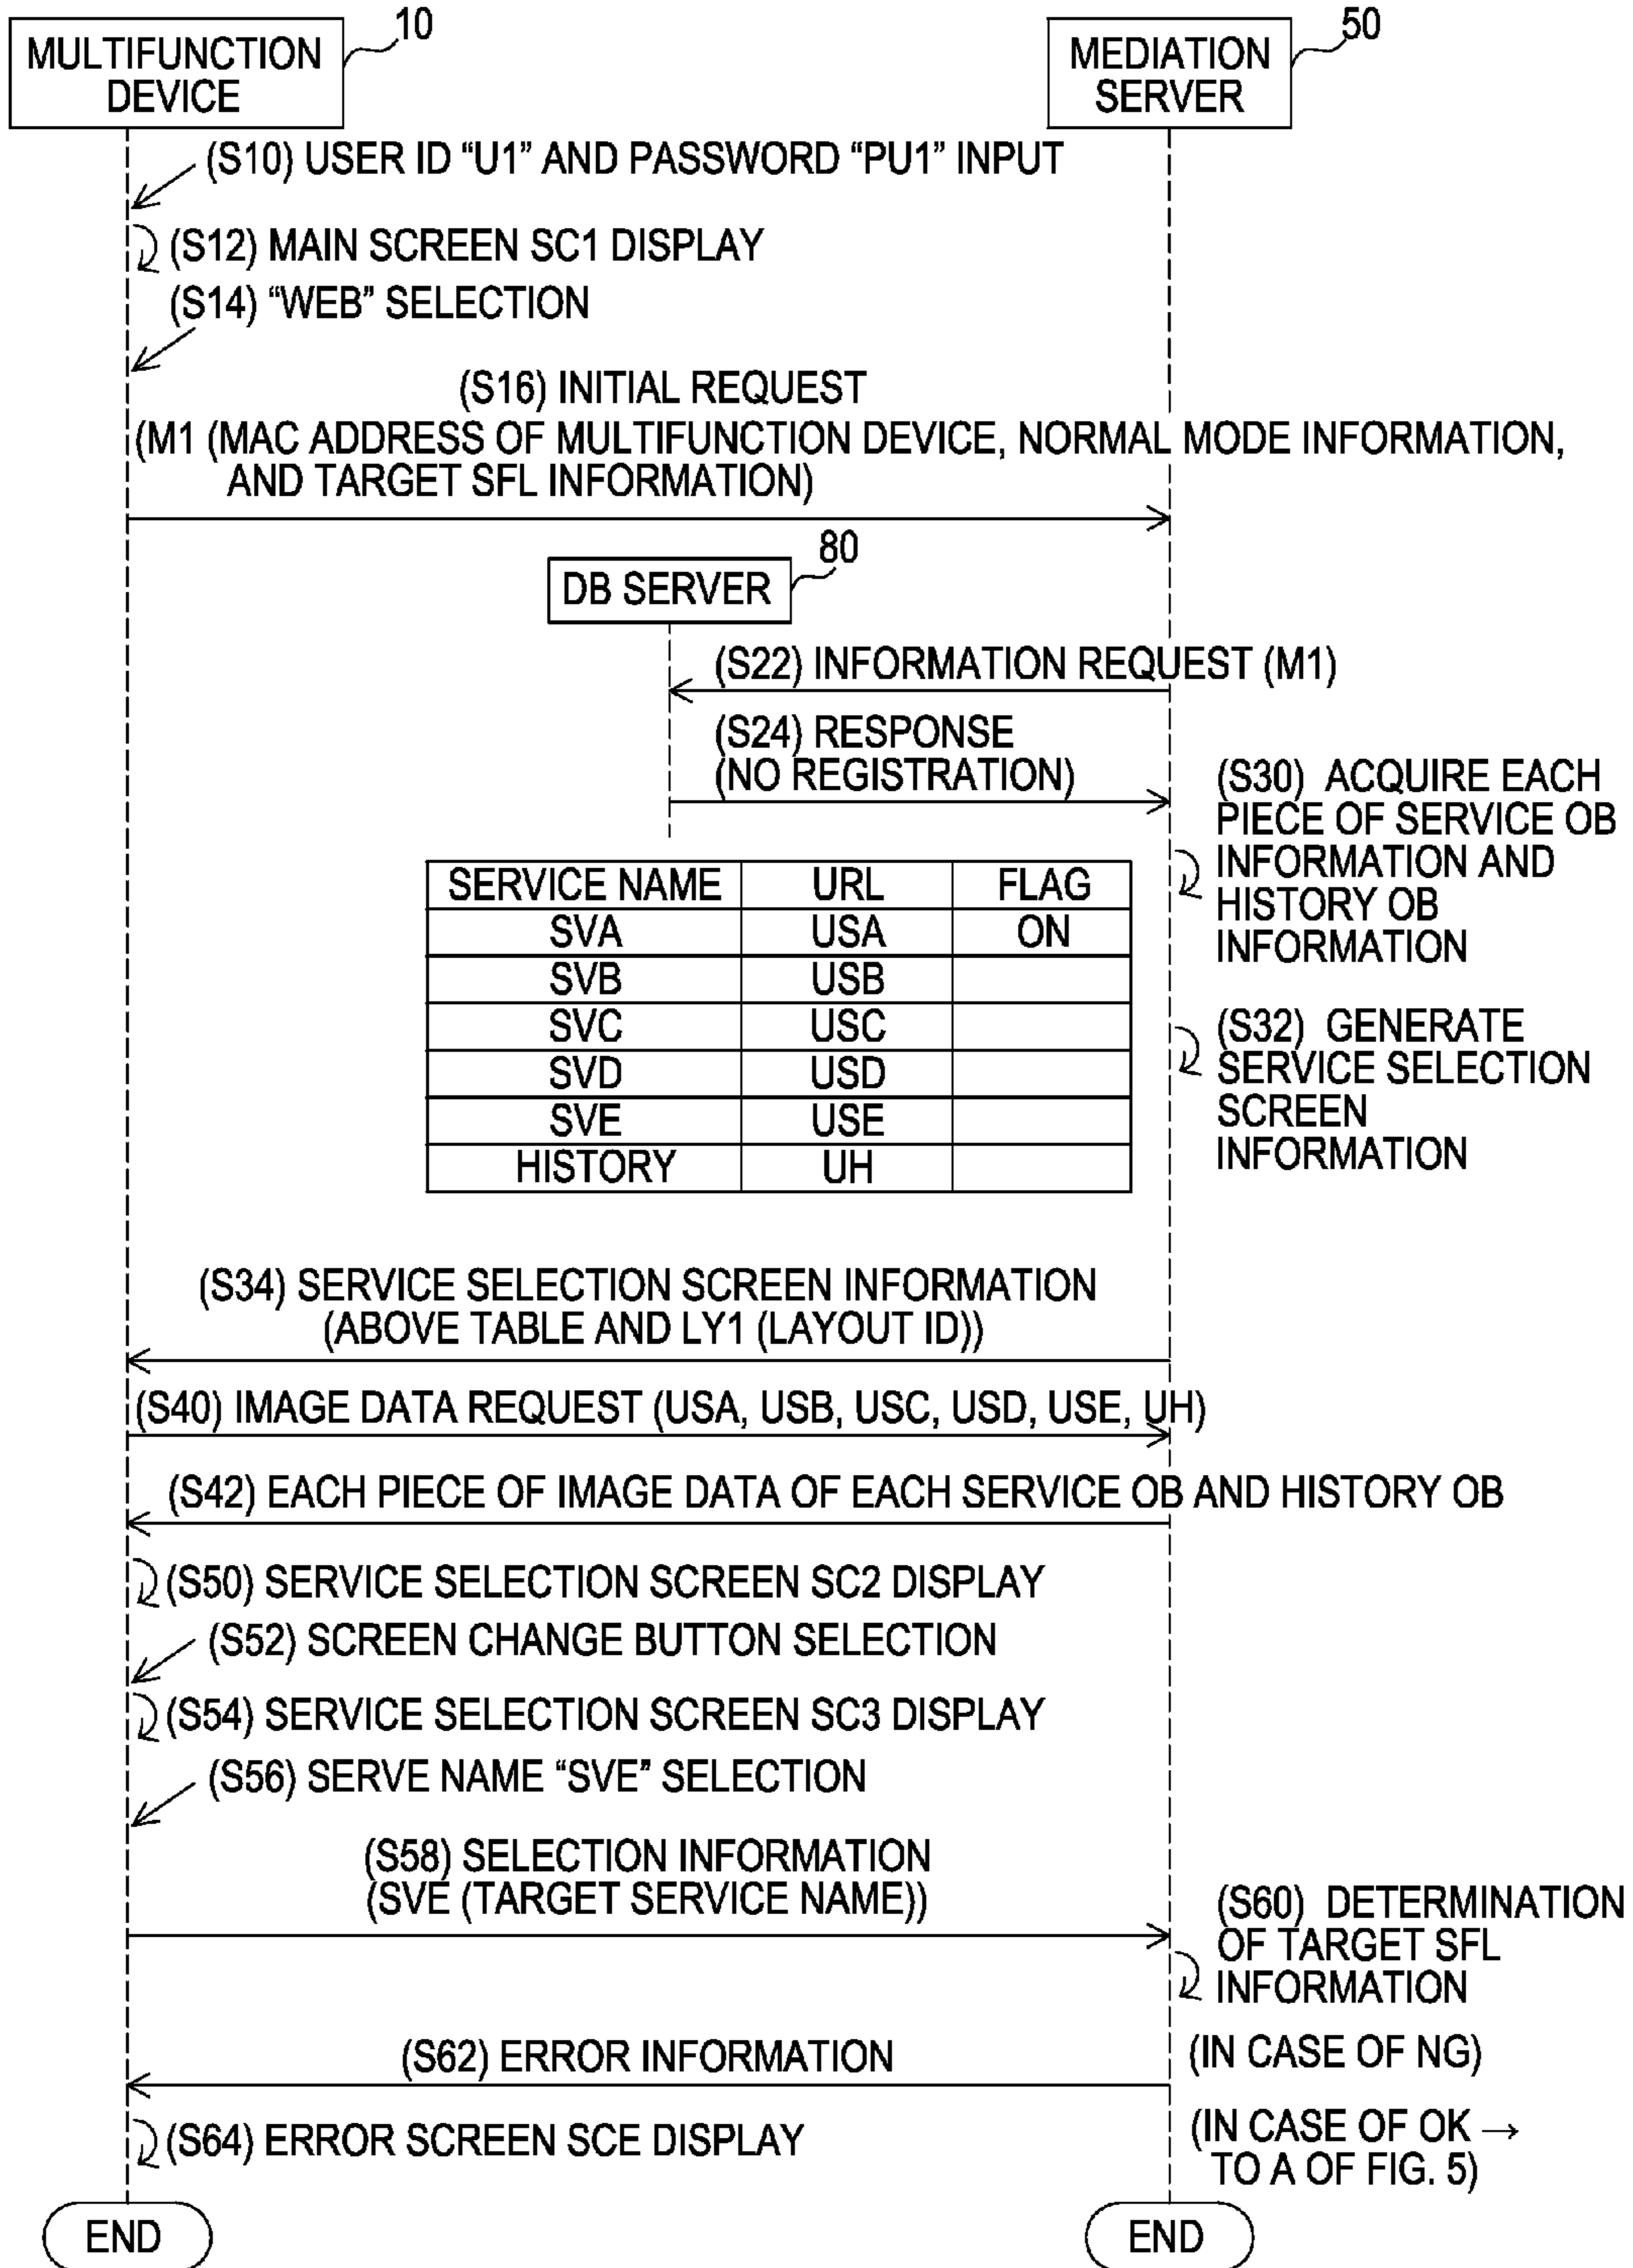 10
50
MULTIFUNCTION
DEVICE
MEDIATION
SERVER
(S10) USER ID “U1” AND PASSWORD “PU1” INPUT
(S12) MAIN SCREEN SC1 DISPLAY
(S14) “WEB” SELECTION
(S16) INITIAL REQUEST
(M1 (MAC ADDRESS OF MULTIFUNCTION DEVICE, NORMAL MODE INFORMATION,
AND TARGET SFL INFORMATION)
80
DB SERVER
(S22) INFORMATION REQUEST (M1)
(S24) RESPONSE
(NO REGISTRATION)
(S30) ACQUIRE EACH
PIECE OF SERVICE OB
INFORMATION AND
HISTORY OB
INFORMATION
SERVICE NAME URL FLAG
SVA USA ON
SVB USB
SVC USC
SVD USD
SVE USE
HISTORY UH
(S32) GENERATE
SERVICE SELECTION
SCREEN
INFORMATION
(S34) SERVICE SELECTION SCREEN INFORMATION
(ABOVE TABLE AND LY1 (LAYOUT ID))
(S40) IMAGE DATA REQUEST (USA, USB, USC, USD, USE, UH)
(S42) EACH PIECE OF IMAGE DATA OF EACH SERVICE OB AND HISTORY OB
(S50) SERVICE SELECTION SCREEN SC2 DISPLAY
(S52) SCREEN CHANGE BUTTON SELECTION
(S54) SERVICE SELECTION SCREEN SC3 DISPLAY
(S56) SERVE NAME “SVE” SELECTION
(S58) SELECTION INFORMATION
(SVE (TARGET SERVICE NAME))
(S60) DETERMINATION
OF TARGET SFL
INFORMATION
(S62) ERROR INFORMATION
(IN CASE OF NG)
(S64) ERROR SCREEN SCE DISPLAY
(IN CASE OF OK →
TO A OF FIG. 5)
END
END